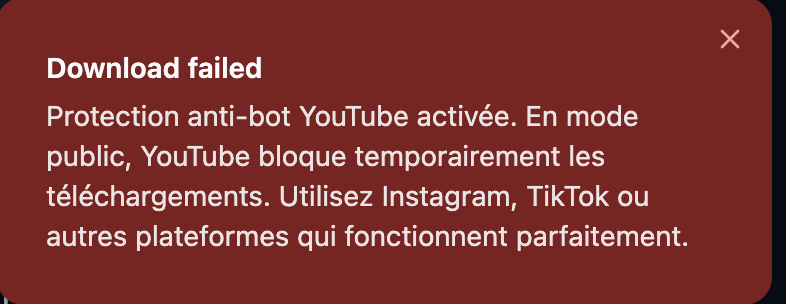 Download failed
Protection anti-bot YouTube activée. En mode
public, YouTube bloque temporairement les
téléchargements. Utilisez Instagram, TikTok ou
autres plateformes qui fonctionnent parfaitement.